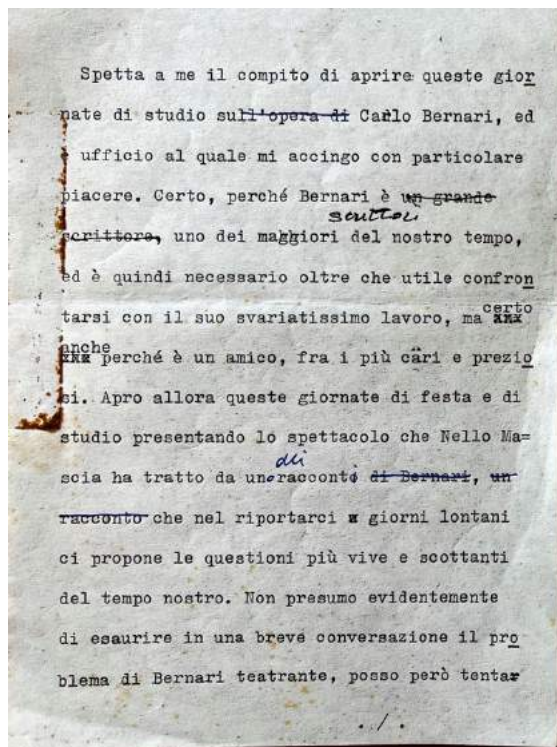 Spetta a me il compito di aprire queste gior
nate di studio sull'opera di Carlo Bernari, ed
è ufficio al quale mi accingo con particolare
piacere. Certo, perché Bernari è un grande
scrittori
scrittore, uno dei maggiori del nostro tempo,
ed è quindi necessario oltre che utile confron
tarsi con il suo svariatissimo lavoro, ma xxx certo
anche
xxx perché è un amico, fra i più cari e prezio
si. Apro allora queste giornate di festa e di
studio presentando lo spettacolo che Nello Ma=
dei
scia ha tratto da uno racconti di Bernari, un
racconto che nel riportarci a giorni lontani
ci propone le questioni più vive e scottanti
del tempo nostro. Non presumo evidentemente
di esaurire in una breve conversazione il pro
blema di Bernari teatrante, posso però tentar
./.